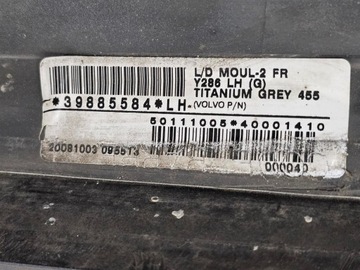 L/D MOUL-2 FR
Y286 LH (G)
TITANIUM GREY 455
*39885584*LH-(VOLVO P/N)
50111005*40001410
20081003 095513
000040